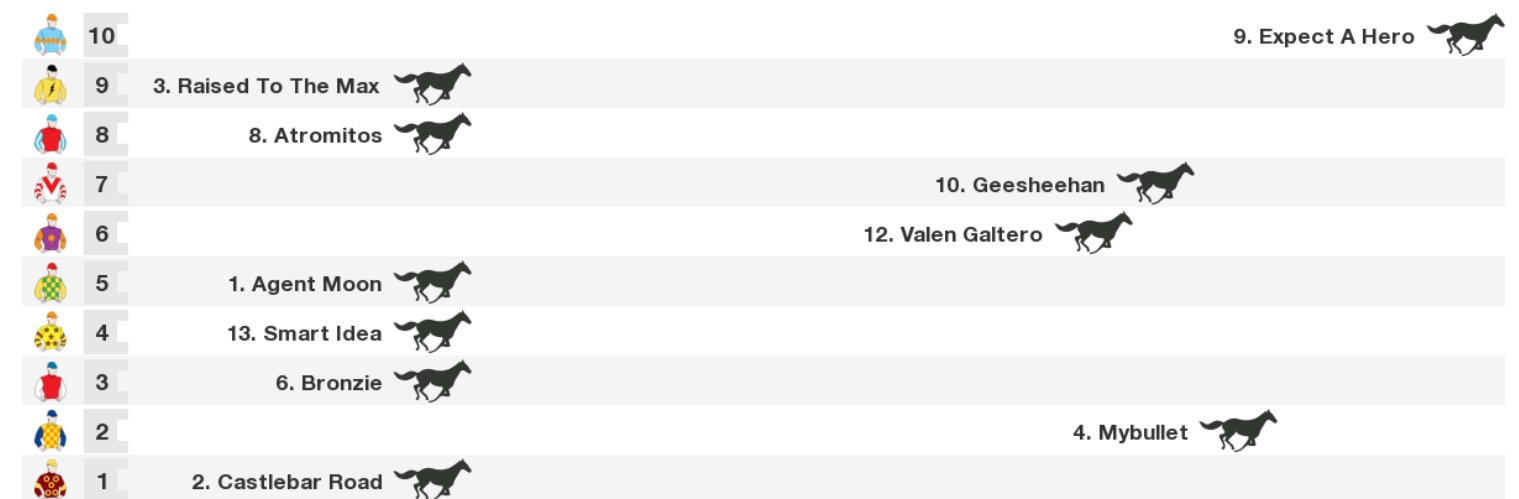 10 9. Expect A Hero
9 3. Raised To The Max
8 8. Atromitos
7 10. Geesheehan
6 12. Valen Galtero
5 1. Agent Moon
4 13. Smart Idea
3 6. Bronzie
2 4. Mybullet
1 2. Castlebar Road